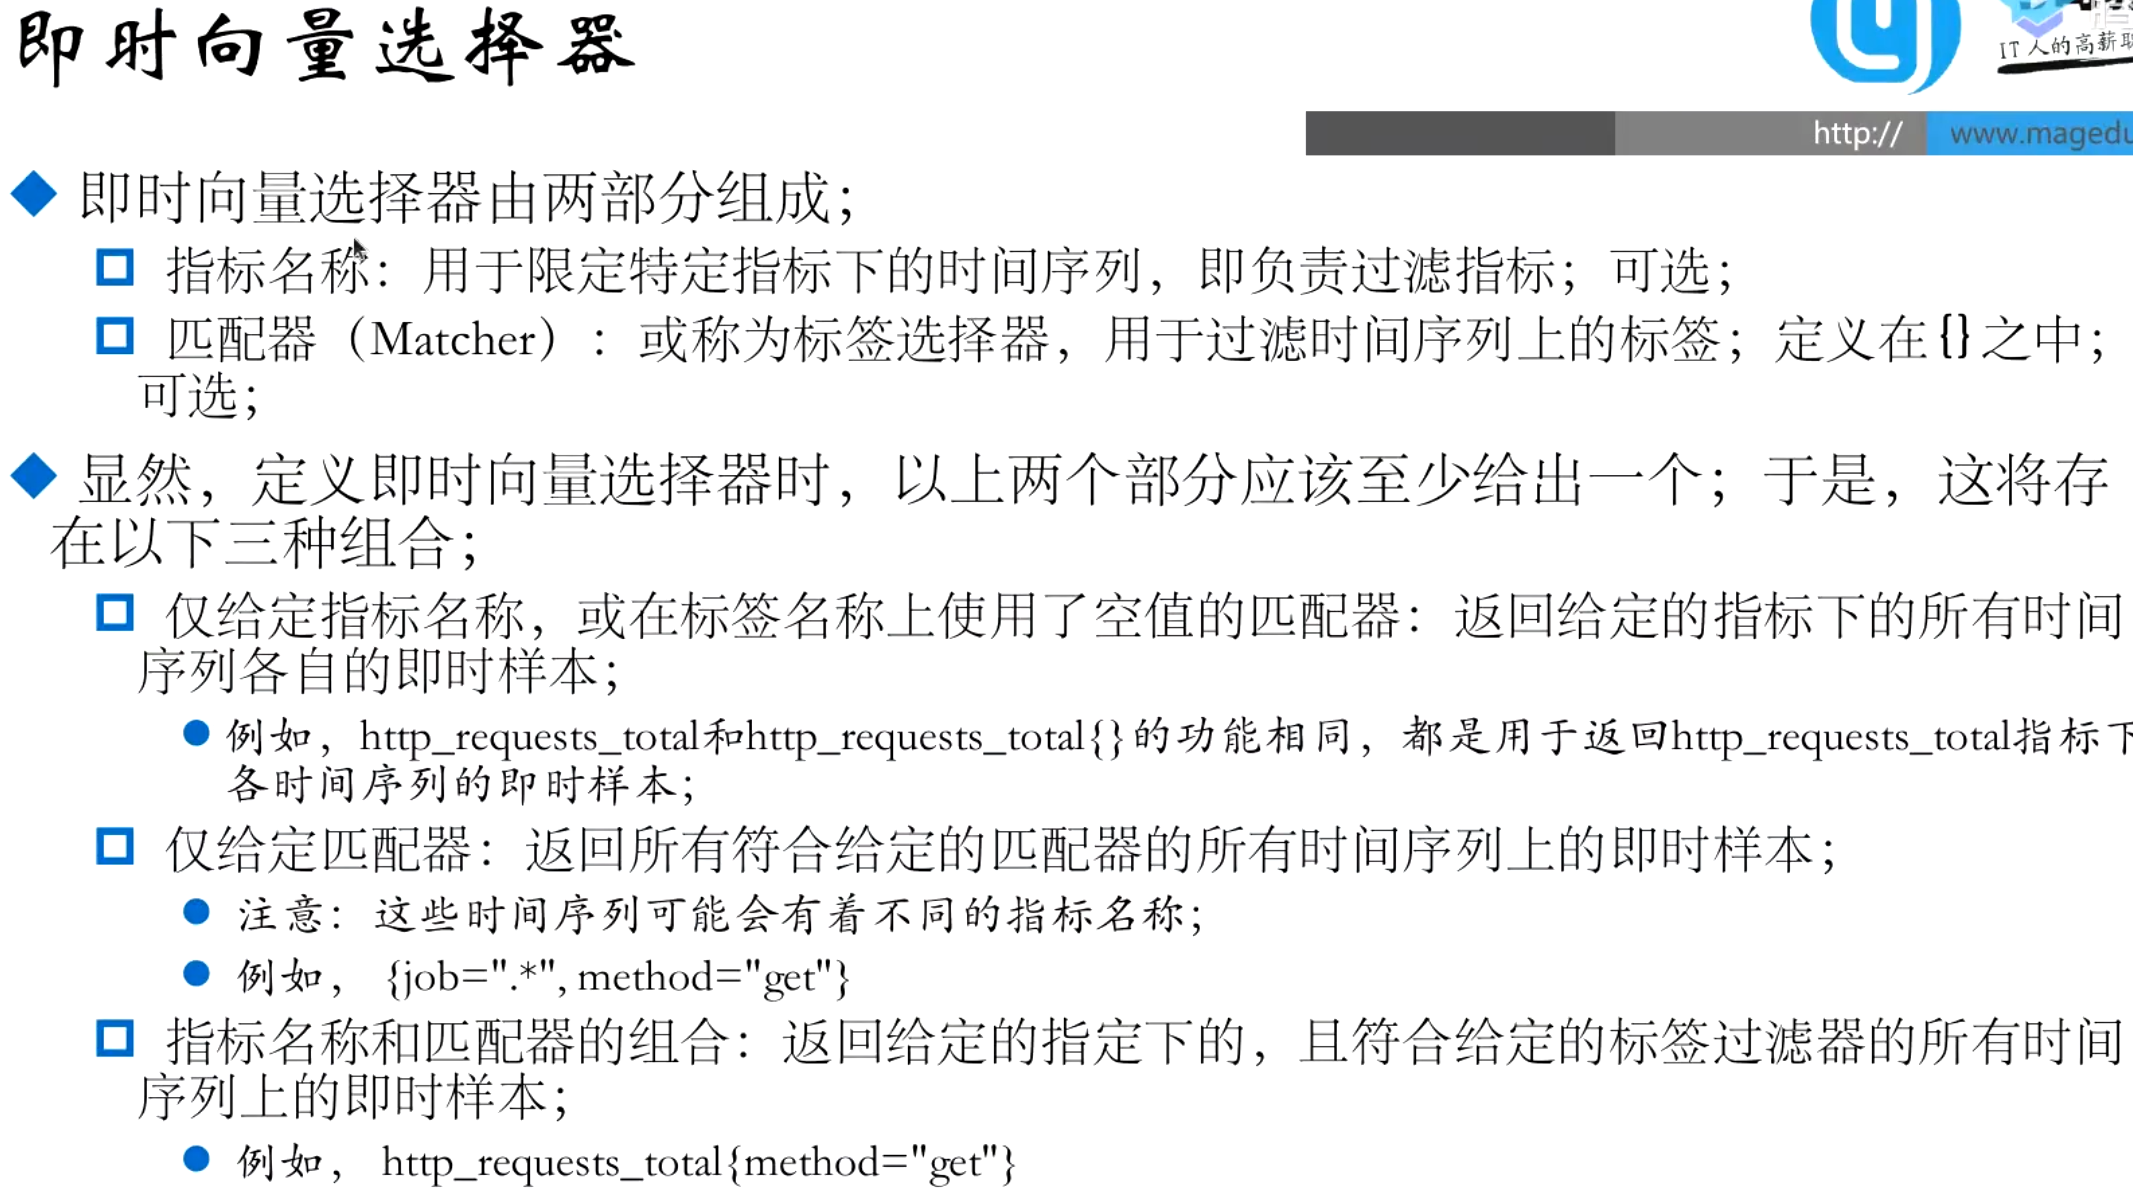 即时向量选择器
IT人的高薪职
http://
www.magedu
即时向量选择器由两部分组成；
指标名称：用于限定特定指标下的时间序列，即负责过滤指标；可选；
匹配器（Matcher）：或称为标签选择器，用于过滤时间序列上的标签；定义在{}之中；
可选；
显然，定义即时向量选择器时，以上两个部分应该至少给出一个；于是，这将存
在以下三种组合；
仅给定指标名称，或在标签名称上使用了空值的匹配器：返回给定的指标下的所有时间
序列各自的即时样本；
例如，http_requests_total和http_requests_total{}的功能相同，都是用于返回http_requests_total指标下
各时间序列的即时样本；
仅给定匹配器：返回所有符合给定的匹配器的所有时间序列上的即时样本；
注意：这些时间序列可能会有着不同的指标名称；
例如， {job=".*", method="get"}
指标名称和匹配器的组合：返回给定的指定下的，且符合给定的标签过滤器的所有时间
序列上的即时样本；
例如， http_requests_total{method="get"}